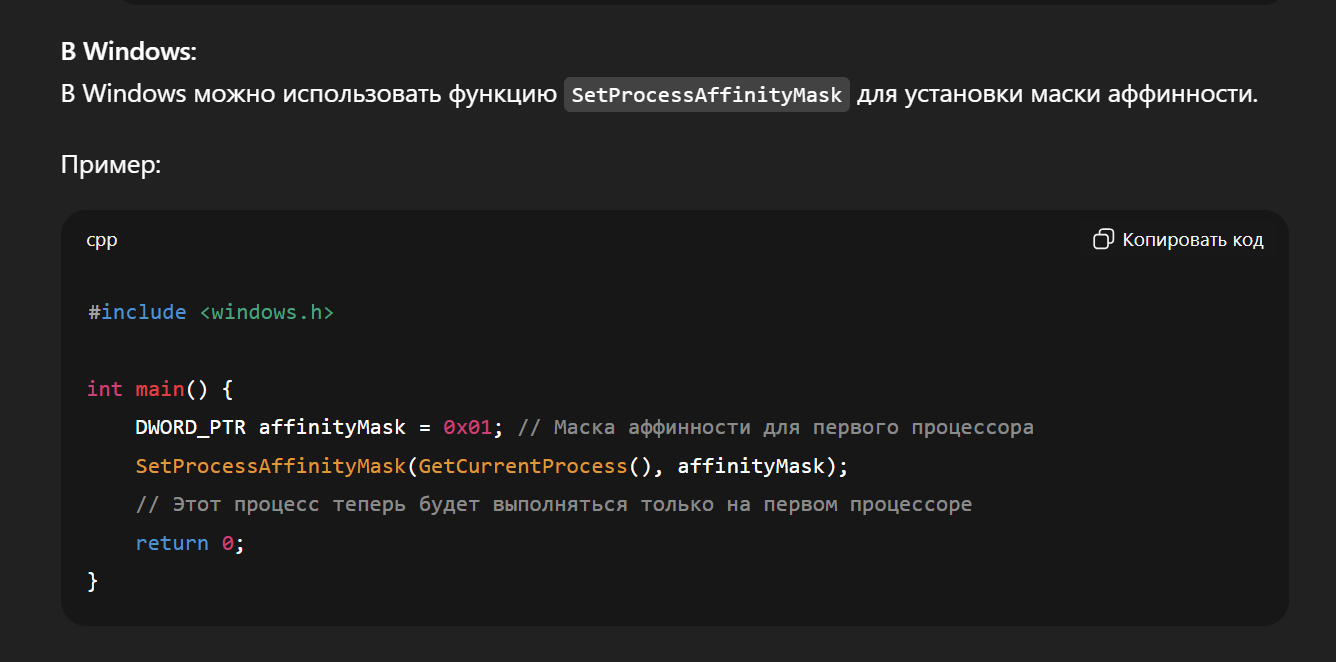 В Windows:
В Windows можно использовать функцию SetProcessAffinityMask для установки маски аффинности.
Пример:
cpp
Копировать код
#include <windows.h>
int main() {
    DWORD_PTR affinityMask = 0x01; // Маска аффинности для первого процессора
    SetProcessAffinityMask(GetCurrentProcess(), affinityMask);
    // Этот процесс теперь будет выполняться только на первом процессоре
    return 0;
}